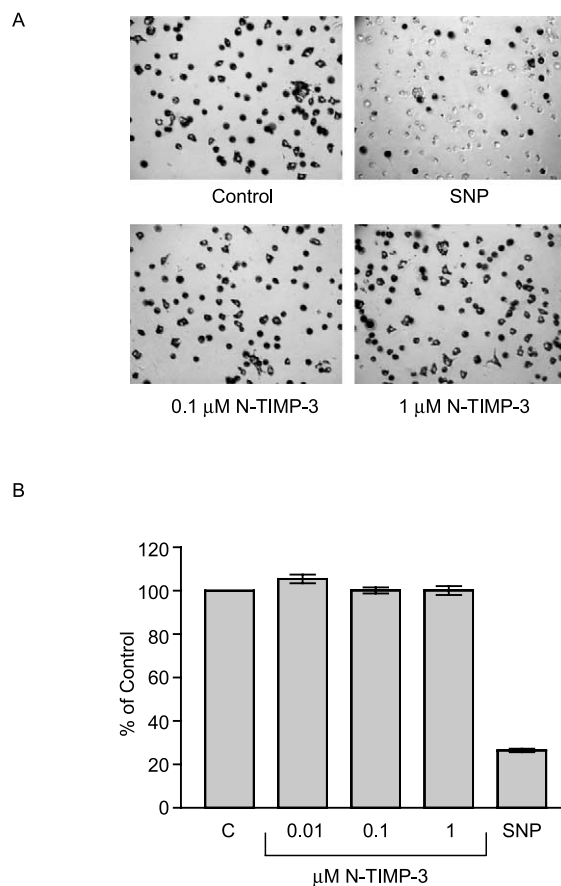 A
Control
SNP
0.1 μM N-TIMP-3
1 μM N-TIMP-3
B
% of Control
120
100
80
60
40
20
0
C
0.01
0.1
1
SNP
μM N-TIMP-3